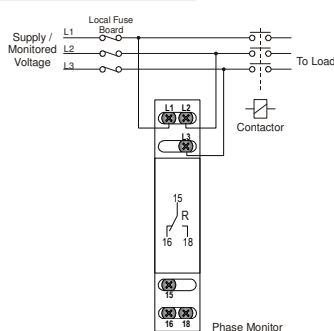 Local Fuse
Board
Supply /
Monitored
Voltage
L1
L2
L3
To Load
Contactor
L1 L2
L3
15
R
16 18
15
16 18
Phase Monitor